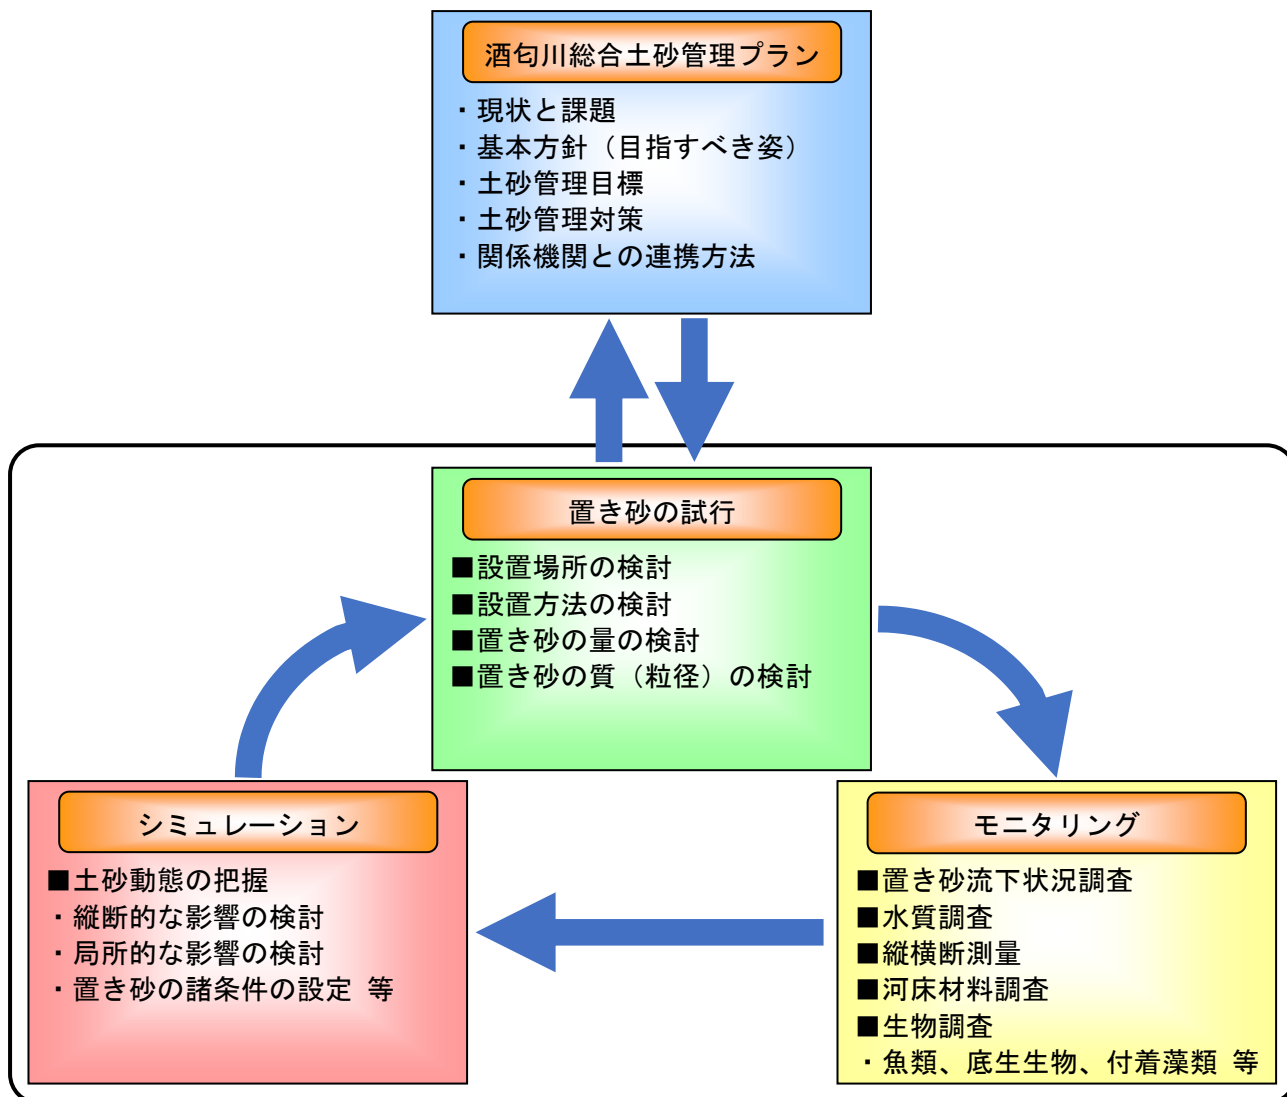 酒匂川総合土砂管理プラン
・現状と課題
・基本方針（目指すべき姿）
・土砂管理目標
・土砂管理対策
・関係機関との連携方法
置き砂の試行
■設置場所の検討
■設置方法の検討
■置き砂の量の検討
■置き砂の質（粒径）の検討
シミュレーション
■土砂動態の把握
・縦断的な影響の検討
・局所的な影響の検討
・置き砂の諸条件の設定 等
モニタリング
■置き砂流下状況調査
■水質調査
■縦横断測量
■河床材料調査
■生物調査
・魚類、底生生物、付着藻類 等